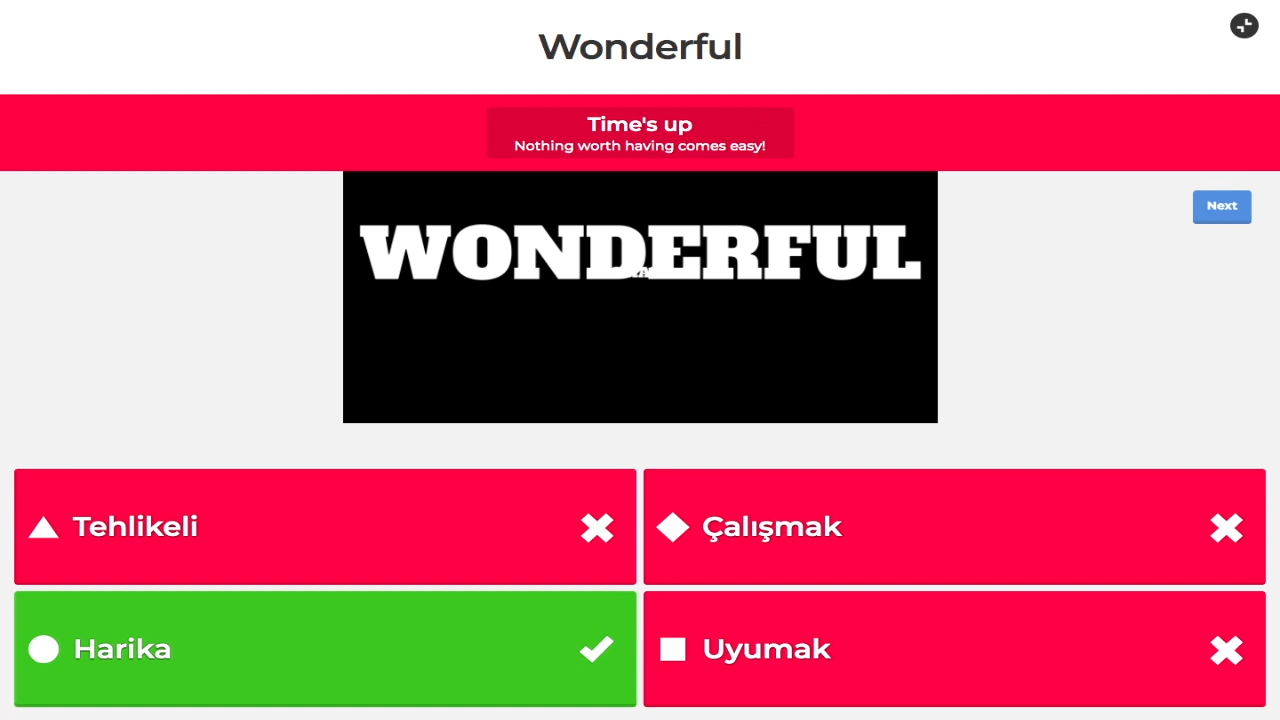 Wonderful
Time's up
Nothing worth having comes easy!
Next
WONDERFUL
Tehlikeli
Çalışmak
Harika
Uyumak